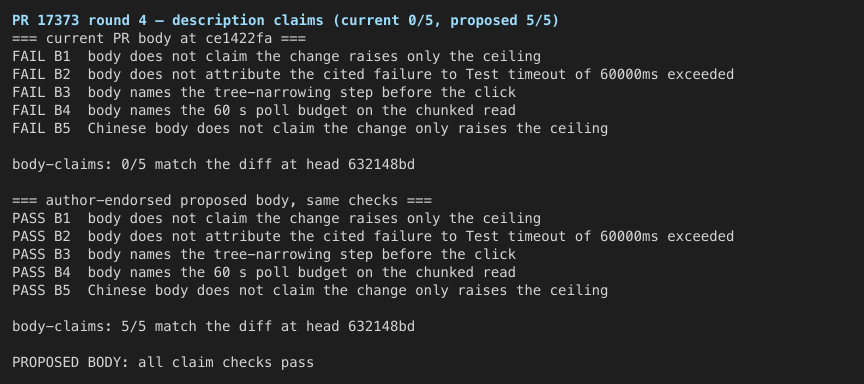 PR 17373 round 4 — description claims (current 0/5, proposed 5/5)
=== current PR body at ce1422fa ===
FAIL B1  body does not claim the change raises only the ceiling
FAIL B2  body does not attribute the cited failure to Test timeout of 60000ms exceeded
FAIL B3  body names the tree-narrowing step before the click
FAIL B4  body names the 60 s poll budget on the chunked read
FAIL B5  Chinese body does not claim the change only raises the ceiling
body-claims: 0/5 match the diff at head 632148bd
=== author-endorsed proposed body, same checks ===
PASS B1  body does not claim the change raises only the ceiling
PASS B2  body does not attribute the cited failure to Test timeout of 60000ms exceeded
PASS B3  body names the tree-narrowing step before the click
PASS B4  body names the 60 s poll budget on the chunked read
PASS B5  Chinese body does not claim the change only raises the ceiling
body-claims: 5/5 match the diff at head 632148bd
PROPOSED BODY: all claim checks pass